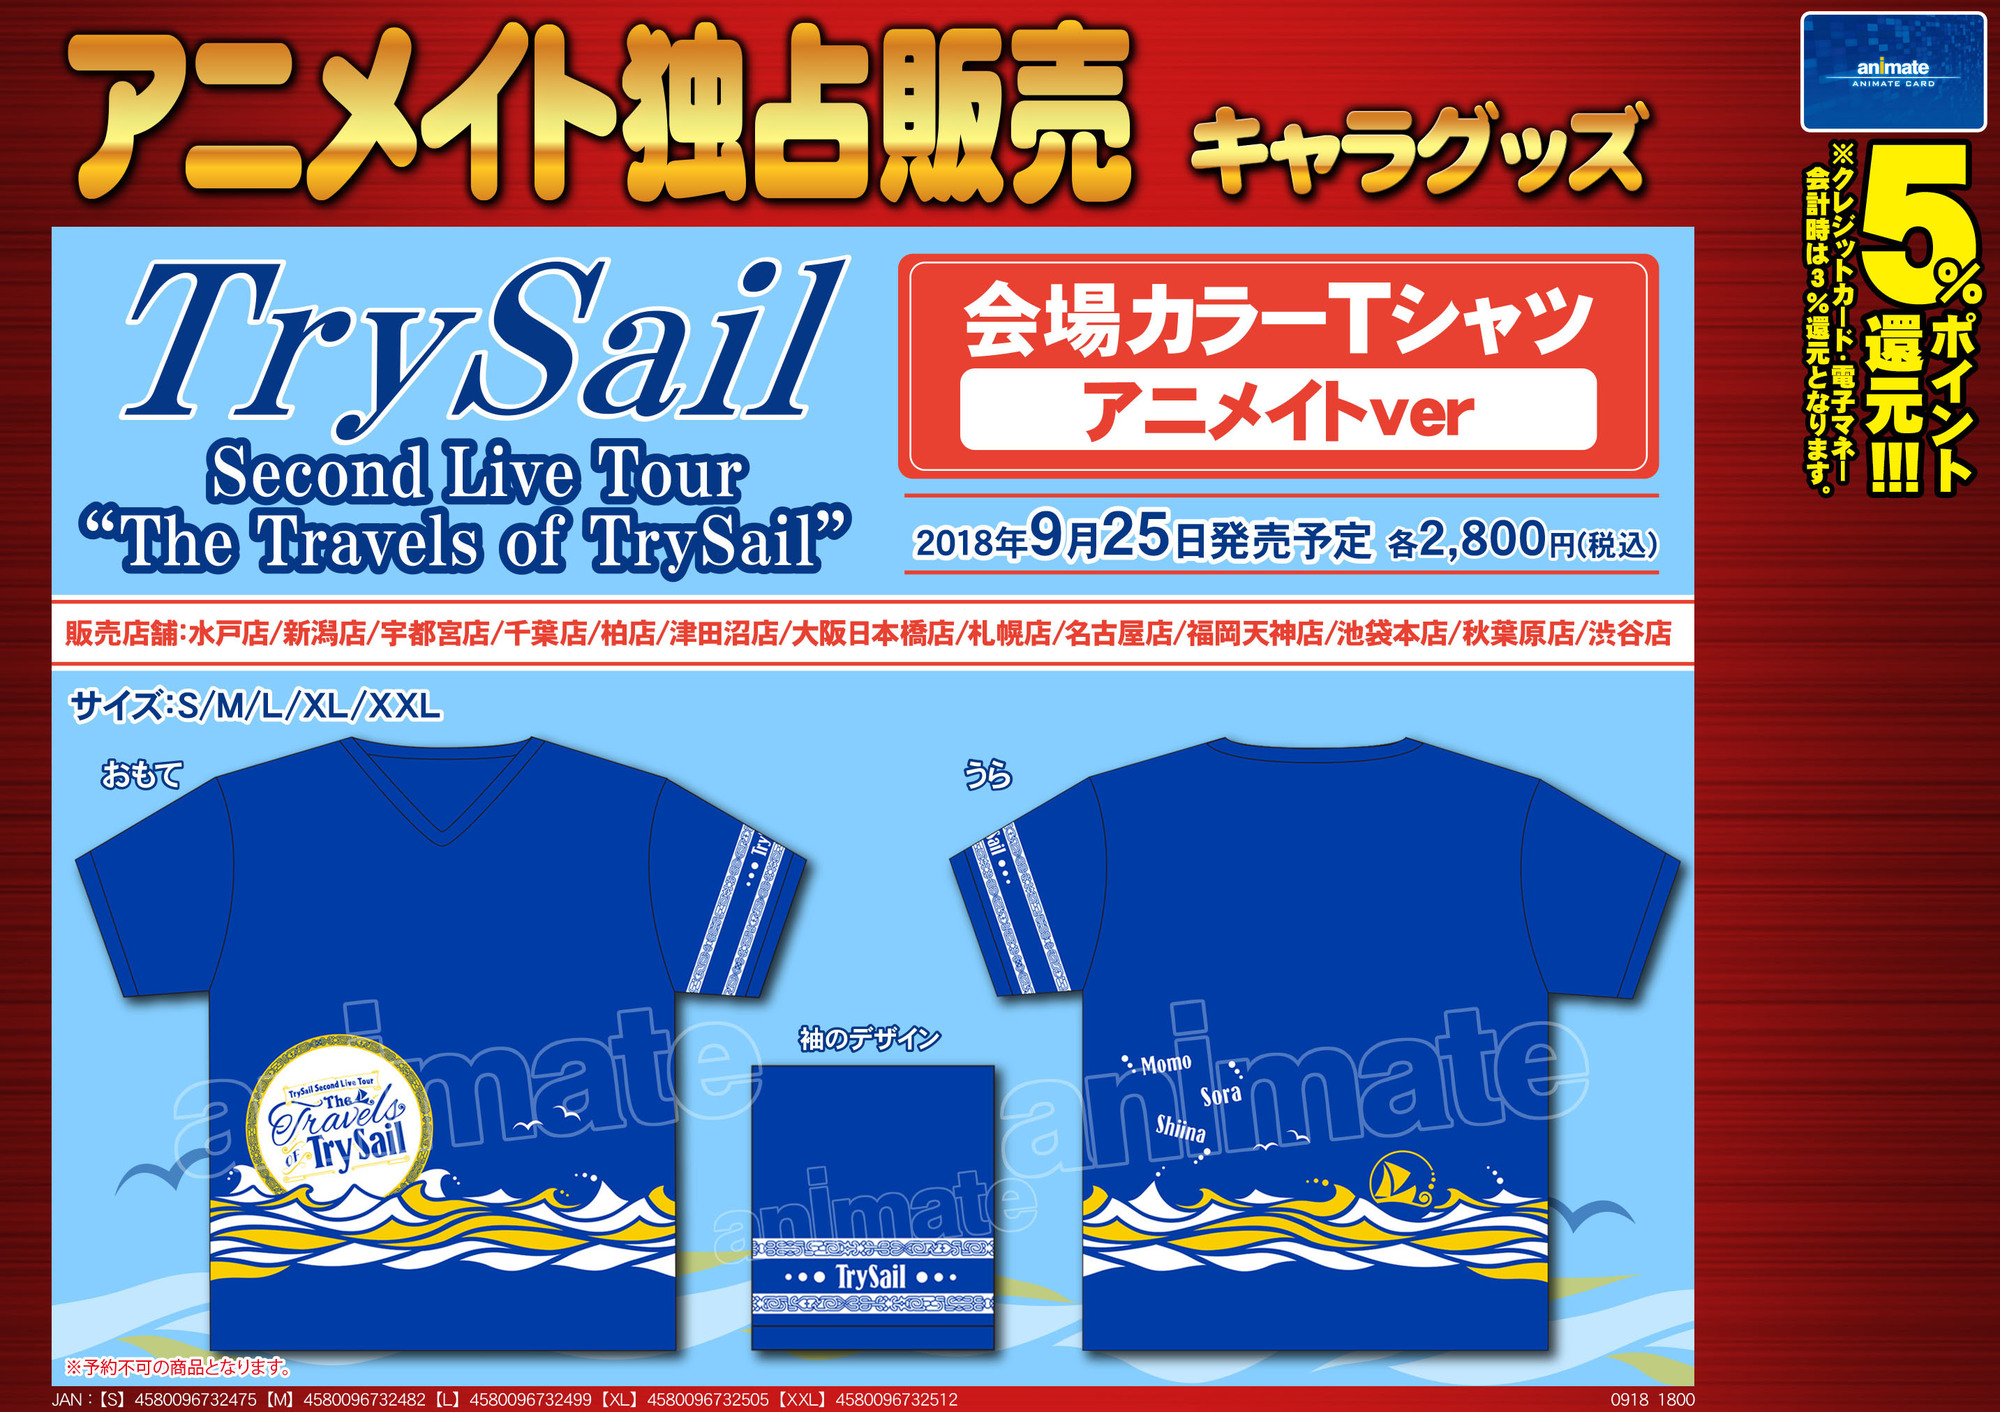 アニメイト独占販売 キャラグッズ
animate
ANIMATE CARD
5%ポイント
還元!!!
※クレジットカード・電子マネー
会計時は3%還元となります。
TrySail
Second Live Tour
“The Travels of TrySail”
会場カラーTシャツ
アニメイトver
2018年9月25日発売予定 各2,800円(税込)
販売店舗:水戸店/新潟店/宇都宮店/千葉店/柏店/津田沼店/大阪日本橋店/札幌店/名古屋店/福岡天神店/池袋本店/秋葉原店/渋谷店
サイズ:S/M/L/XL/XXL
おもて
うら
Try
Sail
袖のデザイン
TrySail Second Live Tour
The
Travels
OF TrySail
Momo
Sora
Shiina
animate
animate
animate
TrySail
※予約不可の商品となります。
JAN:【S】4580096732475【M】4580096732482【L】4580096732499【XL】4580096732505【XXL】4580096732512
0918 1800